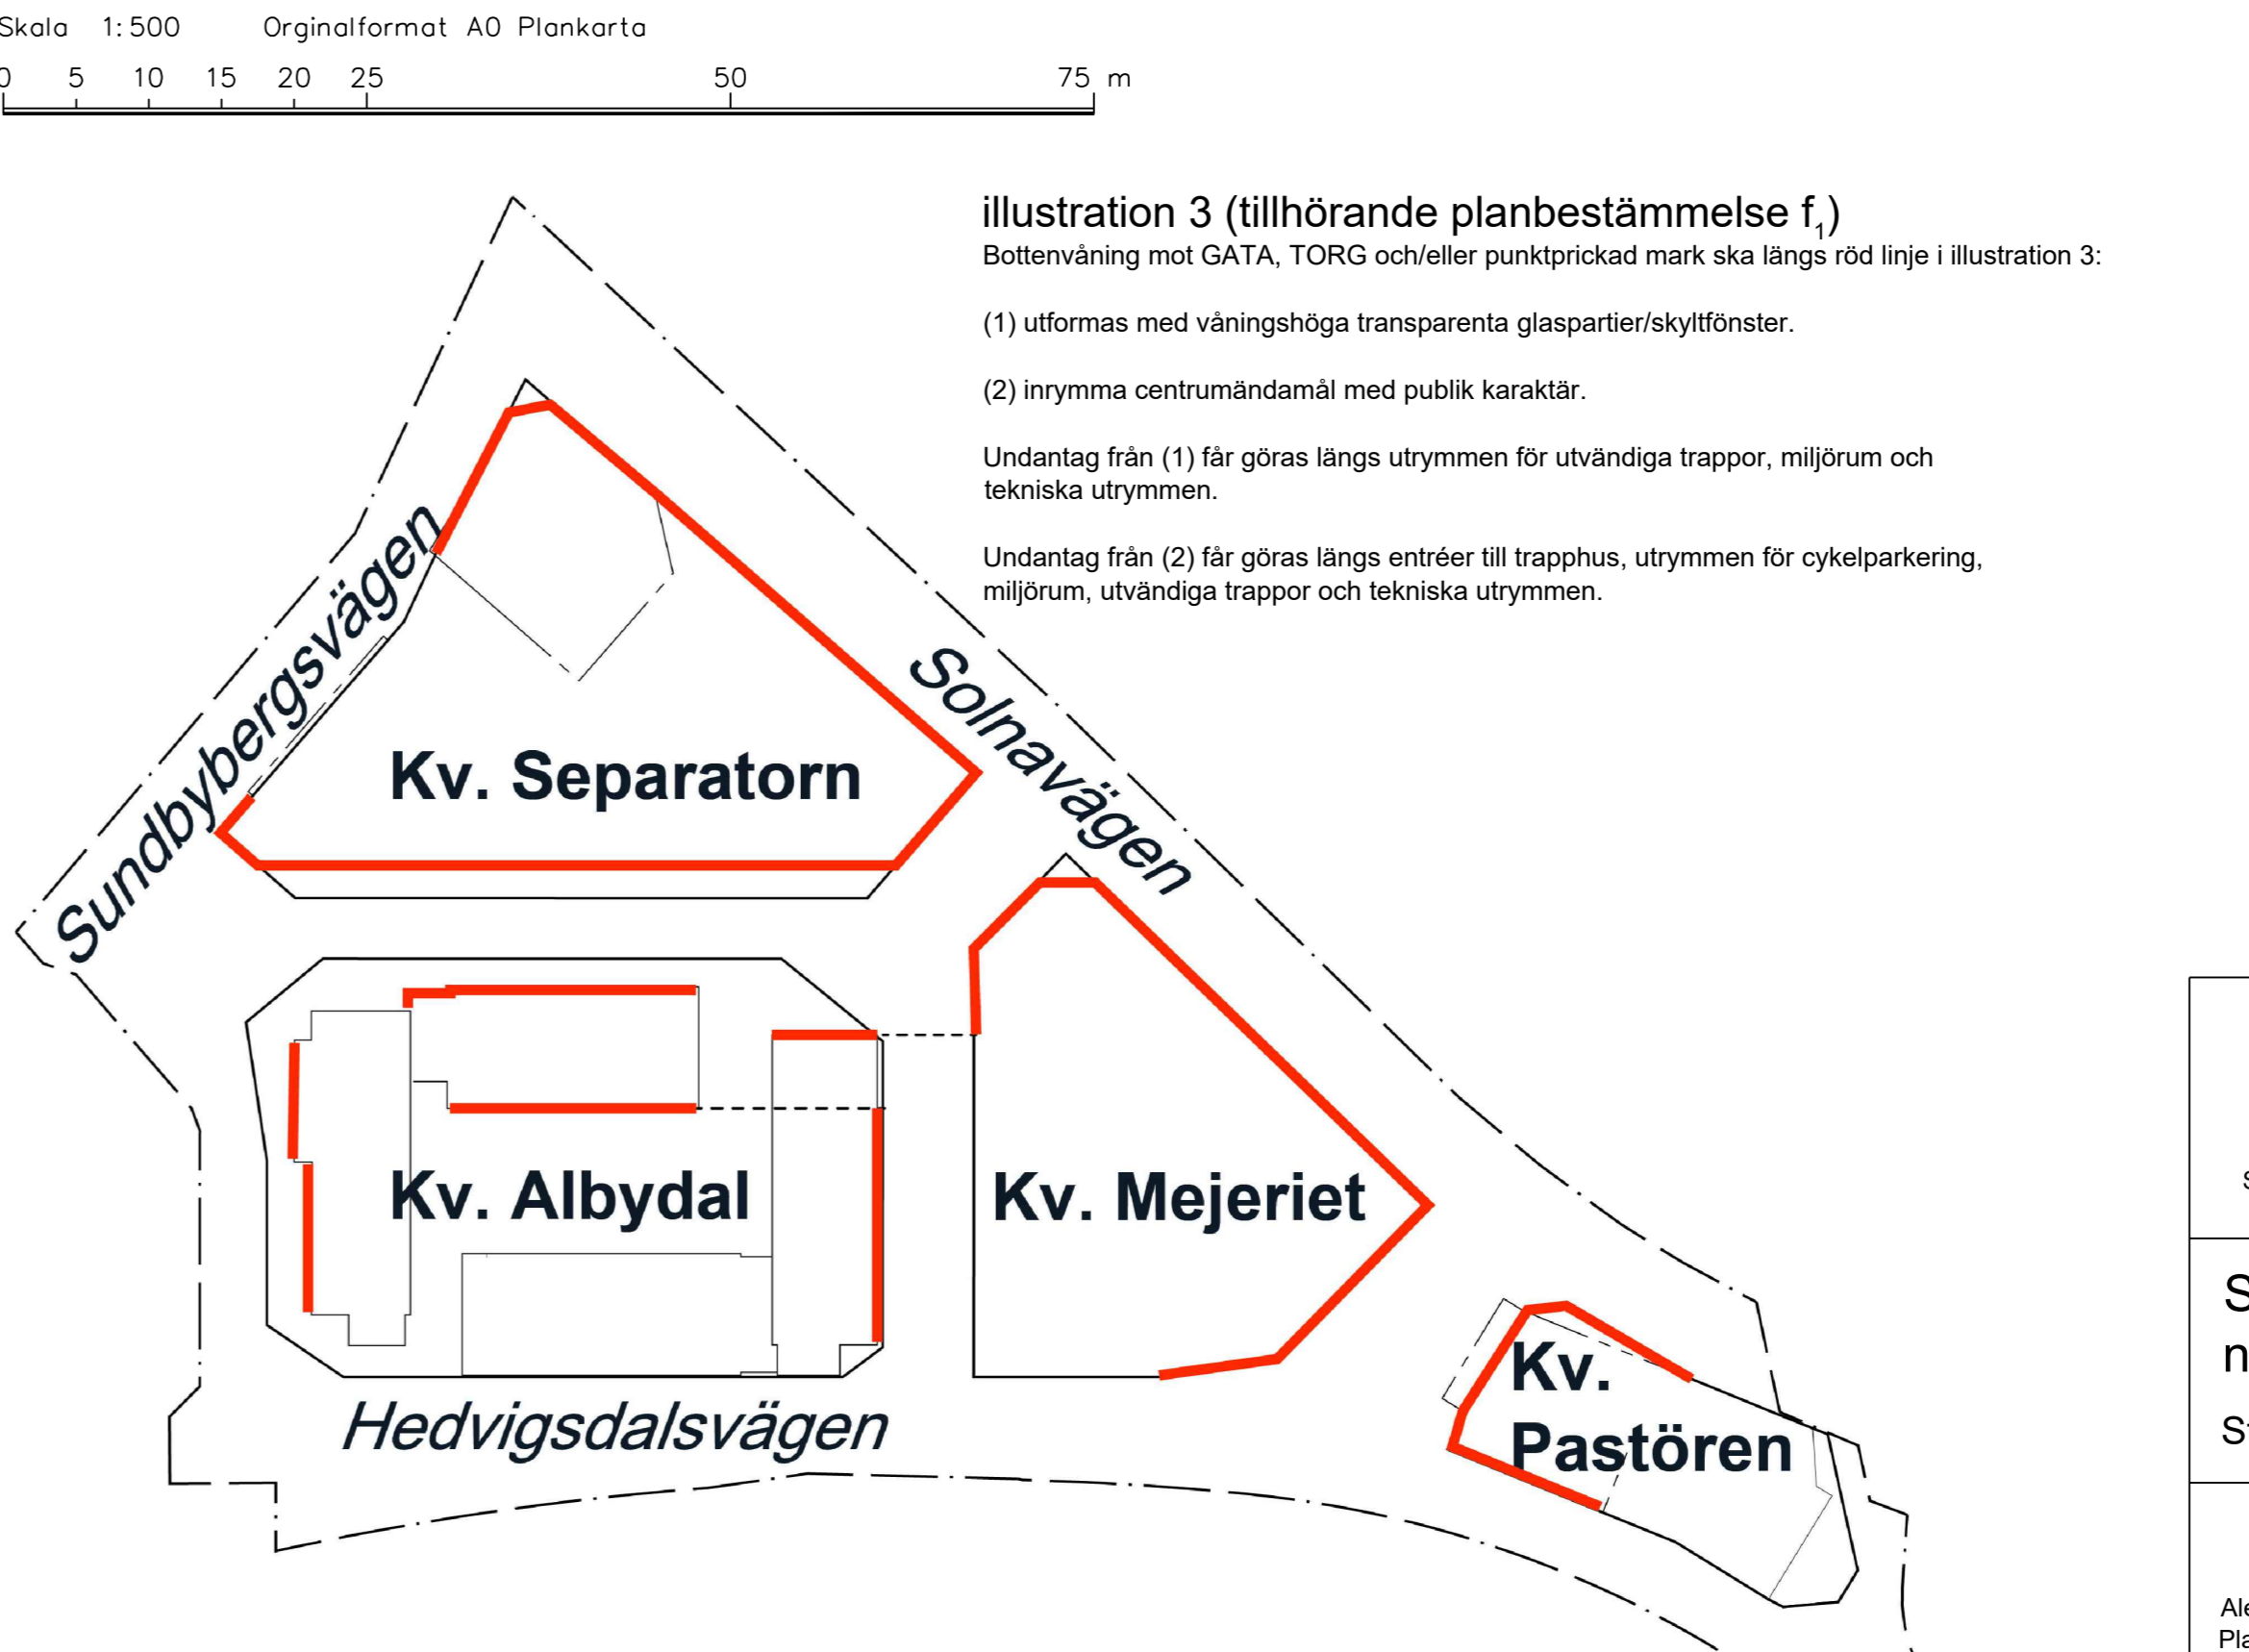 Skala 1:500 Orginalformat A0 Plankarta
0 5 10 15 20 25 50 75 m
illustration 3 (tillhörande planbestämmelse f1)
Bottenvåning mot GATA, TORG och/eller punktprickad mark ska längs röd linje i illustration 3:
(1) utformas med våningshöga transparenta glaspartier/skyltfönster.
(2) inrymma centrumändamål med publik karaktär.
Undantag från (1) får göras längs utrymmen för utvändiga trappor, miljörum och
tekniska utrymmen.
Undantag från (2) får göras längs entréer till trapphus, utrymmen för cykelparkering,
miljörum, utvändiga trappor och tekniska utrymmen.
Sundbybergsvägen
Solnavägen
Kv. Separatorn
Kv. Albydal
Kv. Mejeriet
Kv.
Pastören
Hedvigsdalsvägen